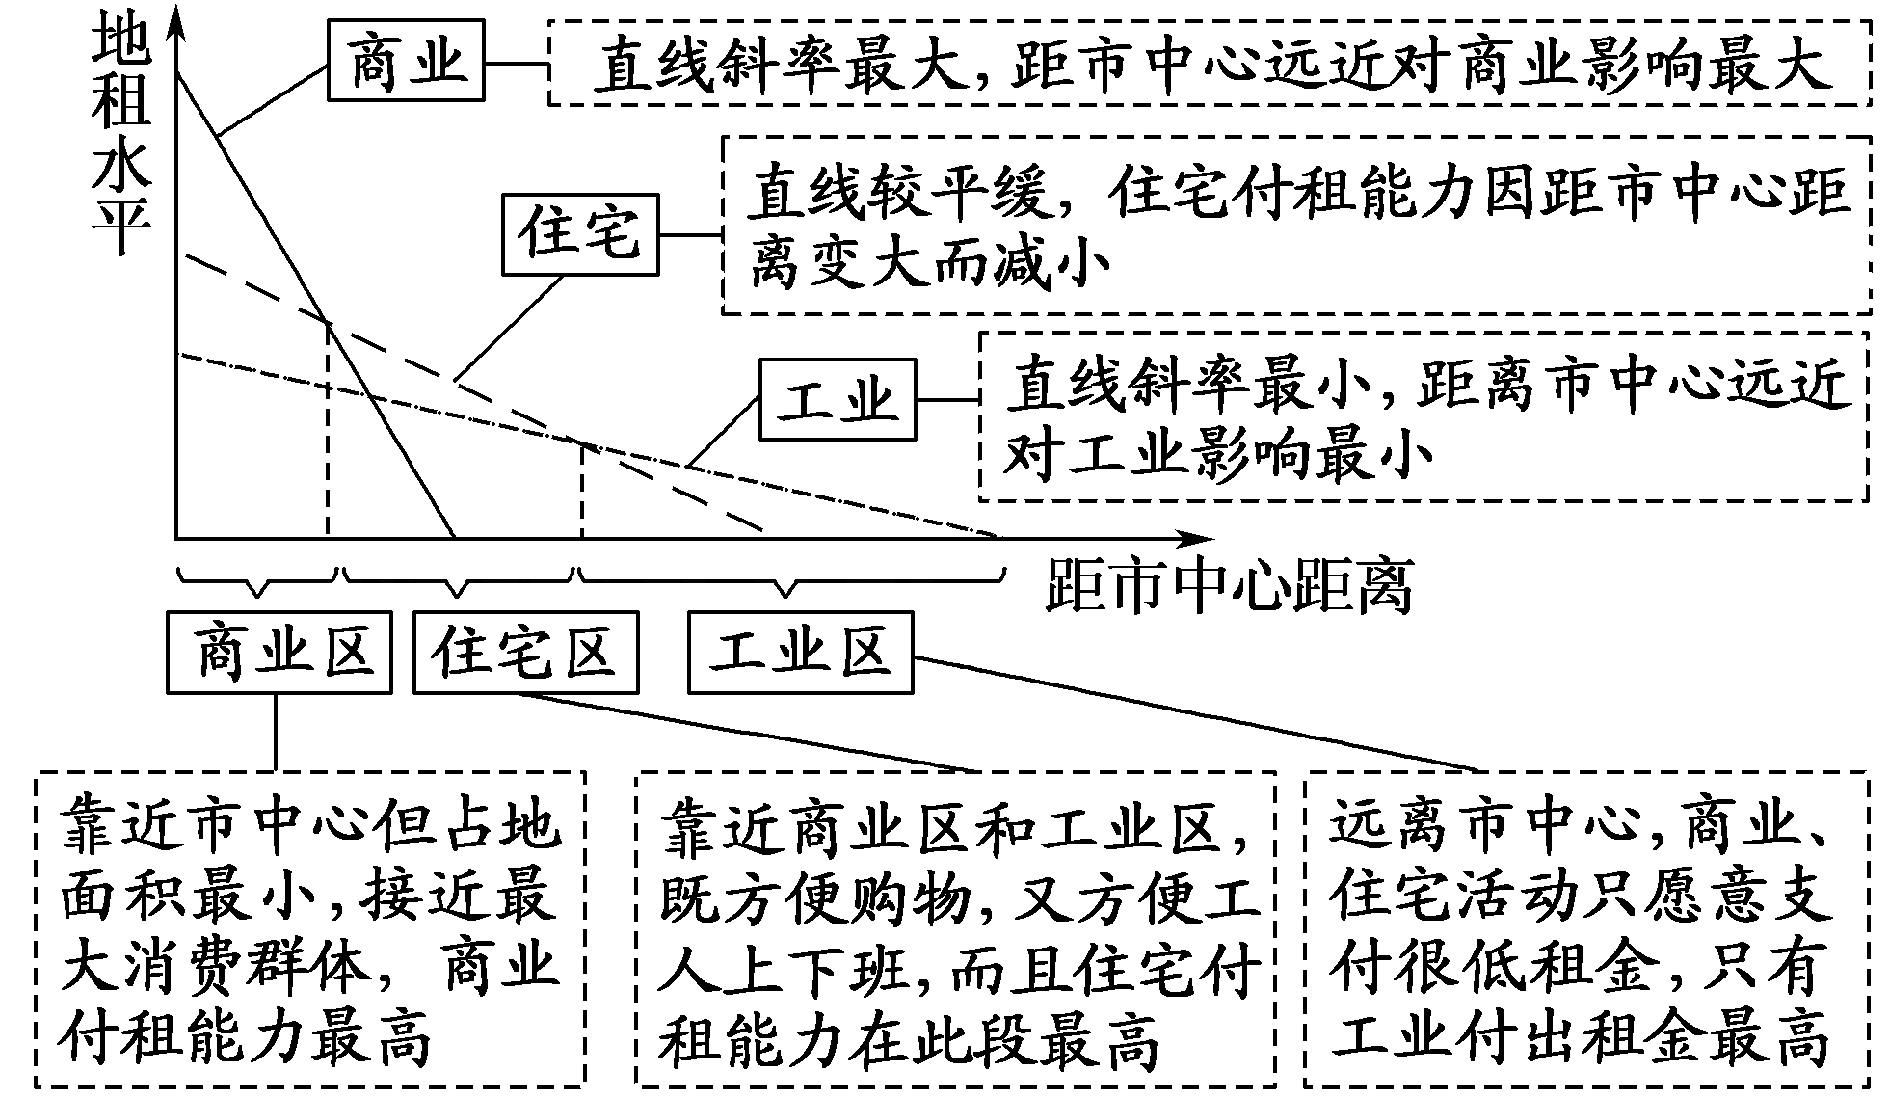 地租水平
商业
直线斜率最大，距市中心远近对商业影响最大
住宅
直线较平缓，住宅付租能力因距市中心距
离变大而减小
工业
直线斜率最小，距离市中心远近
对工业影响最小
距市中心距离
商业区
住宅区
工业区
靠近市中心但占地
面积最小，接近最
大消费群体，商业
付租能力最高
靠近商业区和工业区，
既方便购物，又方便工
人上下班，而且住宅付
租能力在此段最高
远离市中心，商业、
住宅活动只愿意支
付很低租金，只有
工业付出租金最高